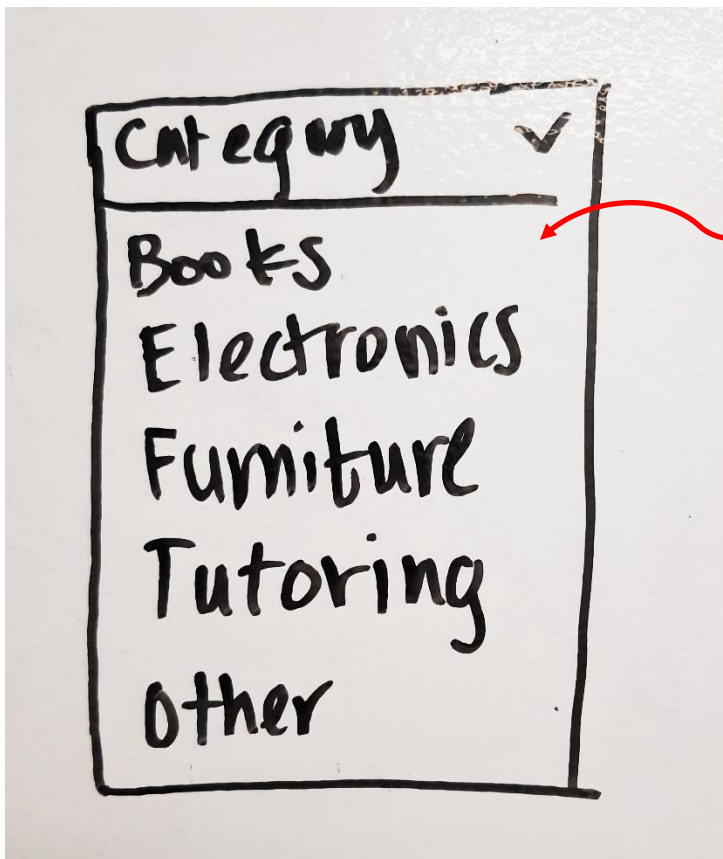 Category
Books
Electronics
Furniture
Tutoring
Other